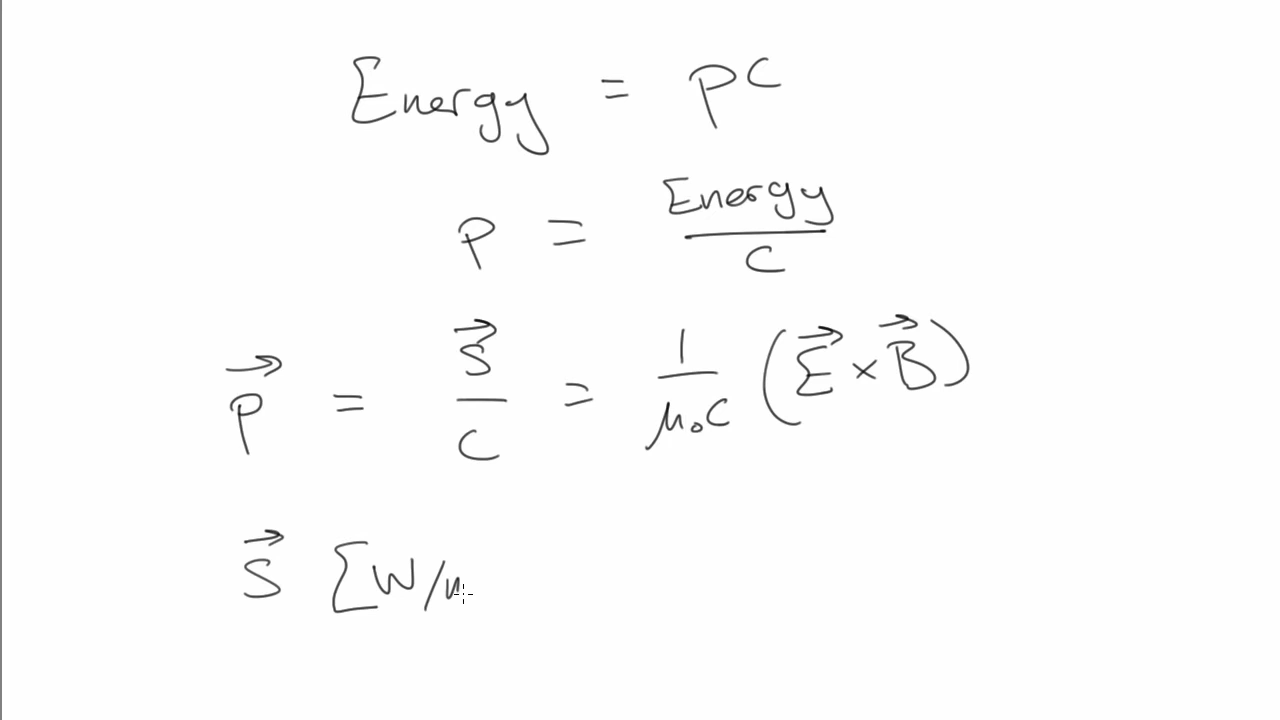 Energy = pc
p = Energy / c
p⃗ = S⃗ / c = 1 / μ₀c (E⃗ × B⃗)
S⃗ [W/